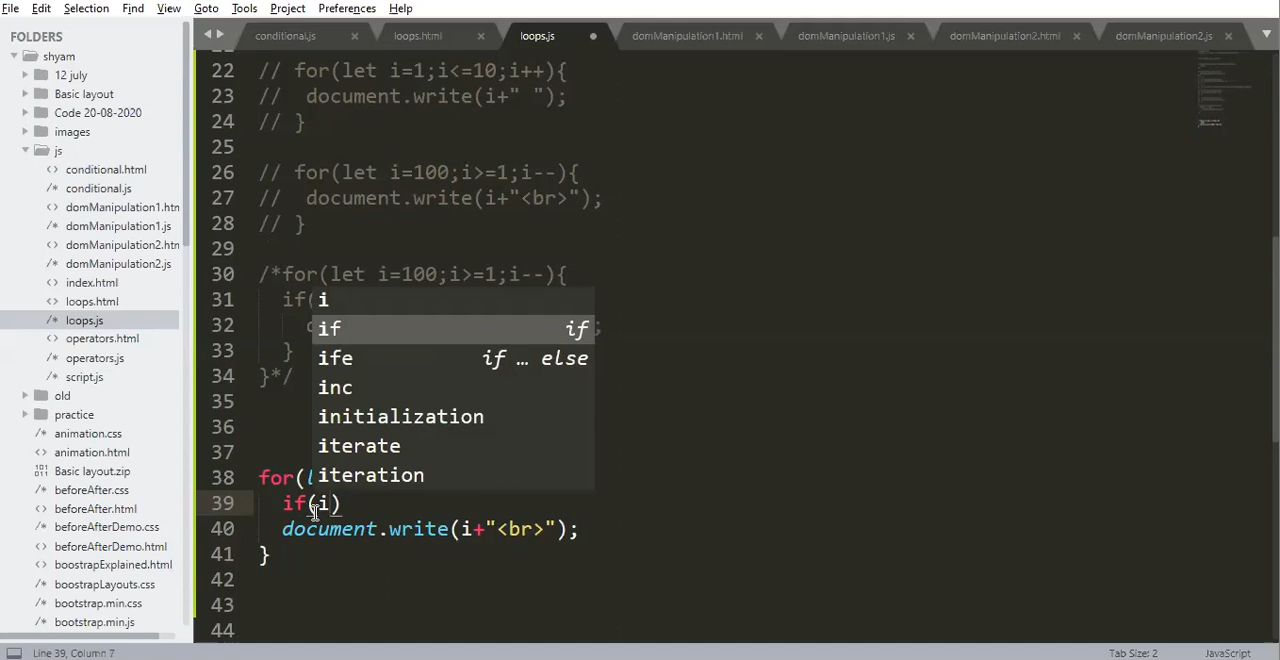 File Edit Selection Find View Goto Tools Project Preferences Help
FOLDERS
shyam
12 july
Basic layout
Code 20-08-2020
images
js
<> conditional.html
/* conditional.js
<> domManipulation1.htn
/* domManipulation1.js
<> domManipulation2.htn
/* domManipulation2.js
<> index.html
<> loops.html
/* loops.js
<> operators.html
/* operators.js
/* script.js
old
practice
/* animation.css
<> animation.html
Basic layout.zip
/* beforeAfter.css
<> beforeAfter.html
/* beforeAfterDemo.css
<> beforeAfterDemo.html
<> boostrapExplained.html
/* boostrapLayouts.css
/* bootstrap.min.css
/* bootstrap.min.js
conditional.js × loops.html × loops.js domManipulation1.html × domManipulation1.js × domManipulation2.html × domManipulation2.js ×
22 // for(let i=1;i<=10;i++){
23 //  document.write(i+" ");
24 // }
25
26 // for(let i=100;i>=1;i--){
27 //  document.write(i+"<br>");
28 // }
29
30 /*for(let i=100;i>=1;i--){
31 if(
32 ;
33 }
34 }*/
35
36
37
38 for(
39 if(i)
40 document.write(i+"<br>");
41 }
42
43
44
i
if if
ife if … else
inc
initialization
iterate
iteration
Line 39, Column 7 Tab Size: 2 JavaScript